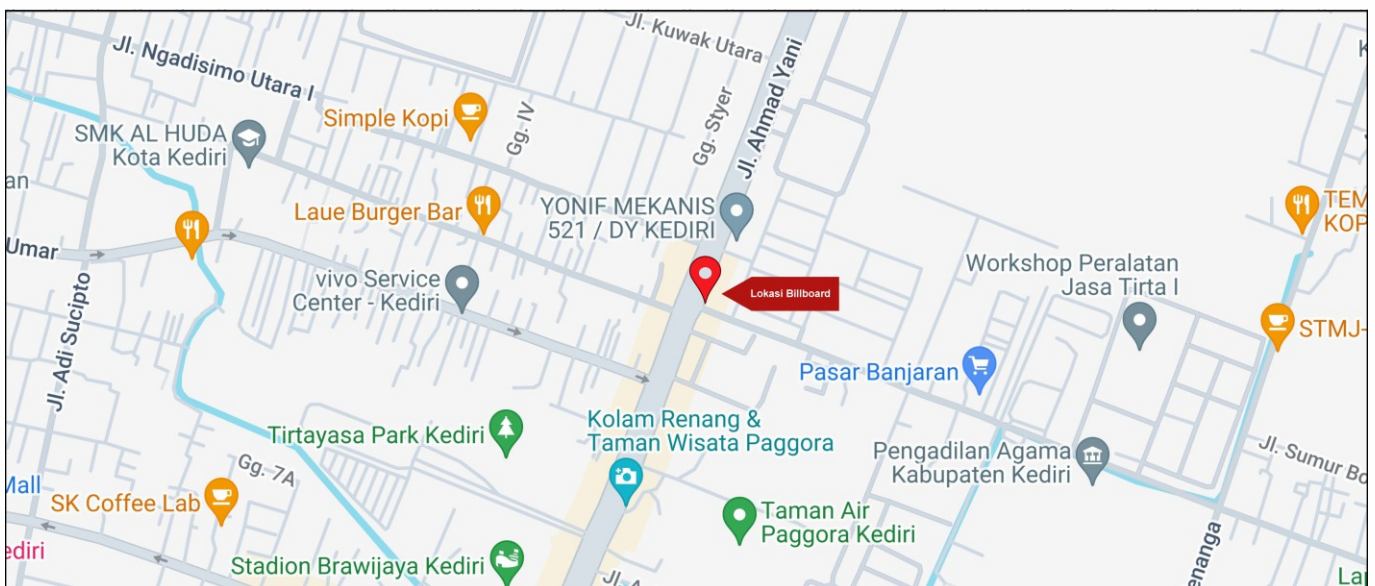 Jl. Kuwak Utara
Jl. Ngadisimo Utara I
Jl. Ahmad Yani
Simple Kopi
Gg. IV
Gg. Styer
SMK AL HUDA
Kota Kediri
an
Laue Burger Bar
YONIF MEKANIS
521 / DY KEDIRI
TEM
KOP
Umar
vivo Service
Center - Kediri
Lokasi Billboard
Workshop Peralatan
Jasa Tirta I
STMJ-
Jl. Adi Sucipto
Pasar Banjaran
Tirtayasa Park Kediri
Kolam Renang &
Taman Wisata Paggora
Pengadilan Agama
Kabupaten Kediri
Jl. Sumur Bo
Gg. 7A
Mall
SK Coffee Lab
Taman Air
Paggora Kediri
ediri
Stadion Brawijaya Kediri
Jl. A
enanga
Lar